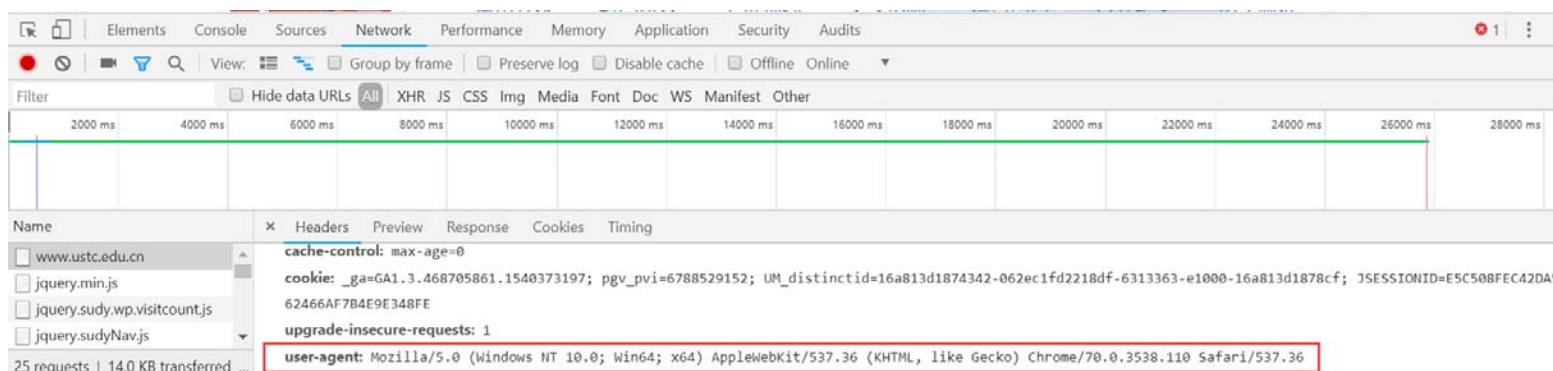 Elements Console Sources Network Performance Memory Application Security Audits 1
View: Group by frame Preserve log Disable cache Offline Online
Filter Hide data URLs All XHR JS CSS Img Media Font Doc WS Manifest Other
2000 ms 4000 ms 6000 ms 8000 ms 10000 ms 12000 ms 14000 ms 16000 ms 18000 ms 20000 ms 22000 ms 24000 ms 26000 ms 28000 ms
Name × Headers Preview Response Cookies Timing
www.ustc.edu.cn
jquery.min.js
jquery.sudy.wp.visitcount.js
jquery.sudyNav.js
25 requests | 14.0 KB transferred ...
cache-control: max-age=0
cookie: _ga=GA1.3.468705861.1540373197; pgv_pvi=6788529152; UM_distinctid=16a813d1874342-062ec1fd2218df-6313363-e1000-16a813d1878cf; JSESSIONID=E5C508FEC42DA
62466AF7B4E9E348FE
upgrade-insecure-requests: 1
user-agent: Mozilla/5.0 (Windows NT 10.0; Win64; x64) AppleWebKit/537.36 (KHTML, like Gecko) Chrome/70.0.3538.110 Safari/537.36